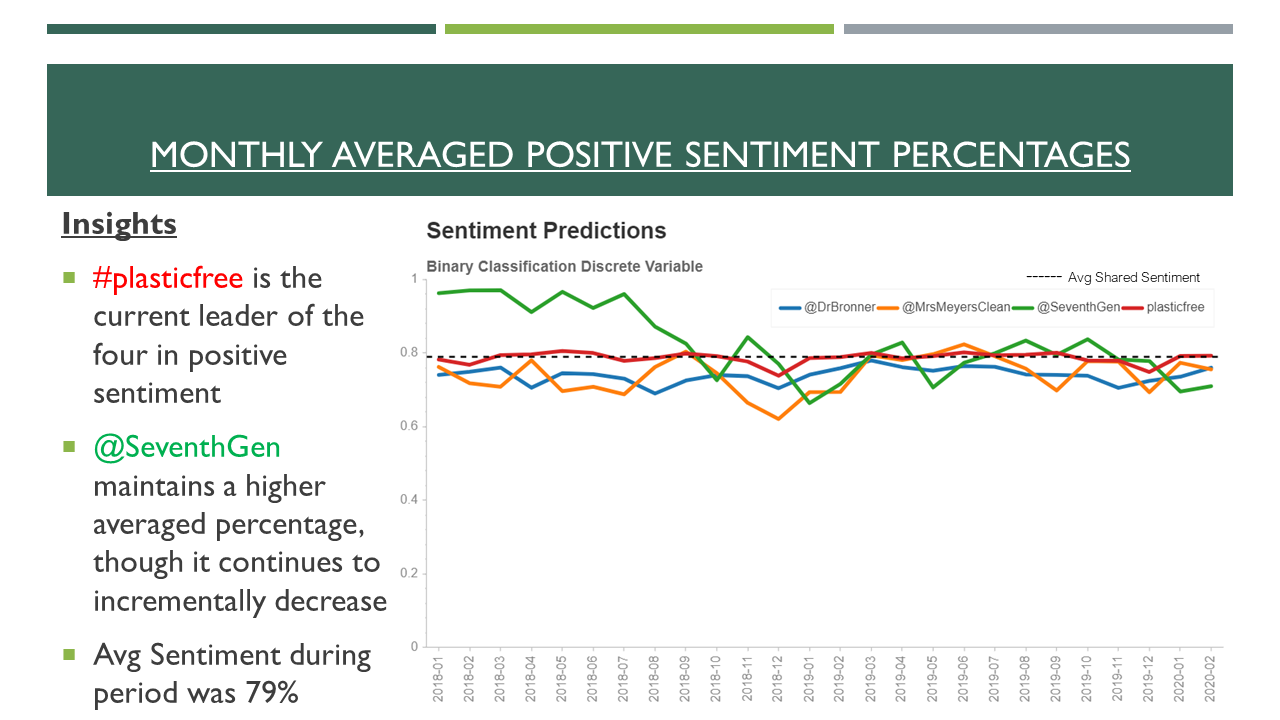 MONTHLY AVERAGED POSITIVE SENTIMENT PERCENTAGES
Insights
#plasticfree is the
current leader of the
four in positive
sentiment
@SeventhGen
maintains a higher
averaged percentage,
though it continues to
incrementally decrease
Avg Sentiment during
period was 79%
Sentiment Predictions
Binary Classification Discrete Variable
------ Avg Shared Sentiment
@DrBronner @MrsMeyersClean @SeventhGen plasticfree
1
0.8
0.6
0.4
0.2
0
2018-01
2018-02
2018-03
2018-04
2018-05
2018-06
2018-07
2018-08
2018-09
2018-10
2018-11
2018-12
2019-01
2019-02
2019-03
2019-04
2019-05
2019-06
2019-07
2019-08
2019-09
2019-10
2019-11
2019-12
2020-01
2020-02